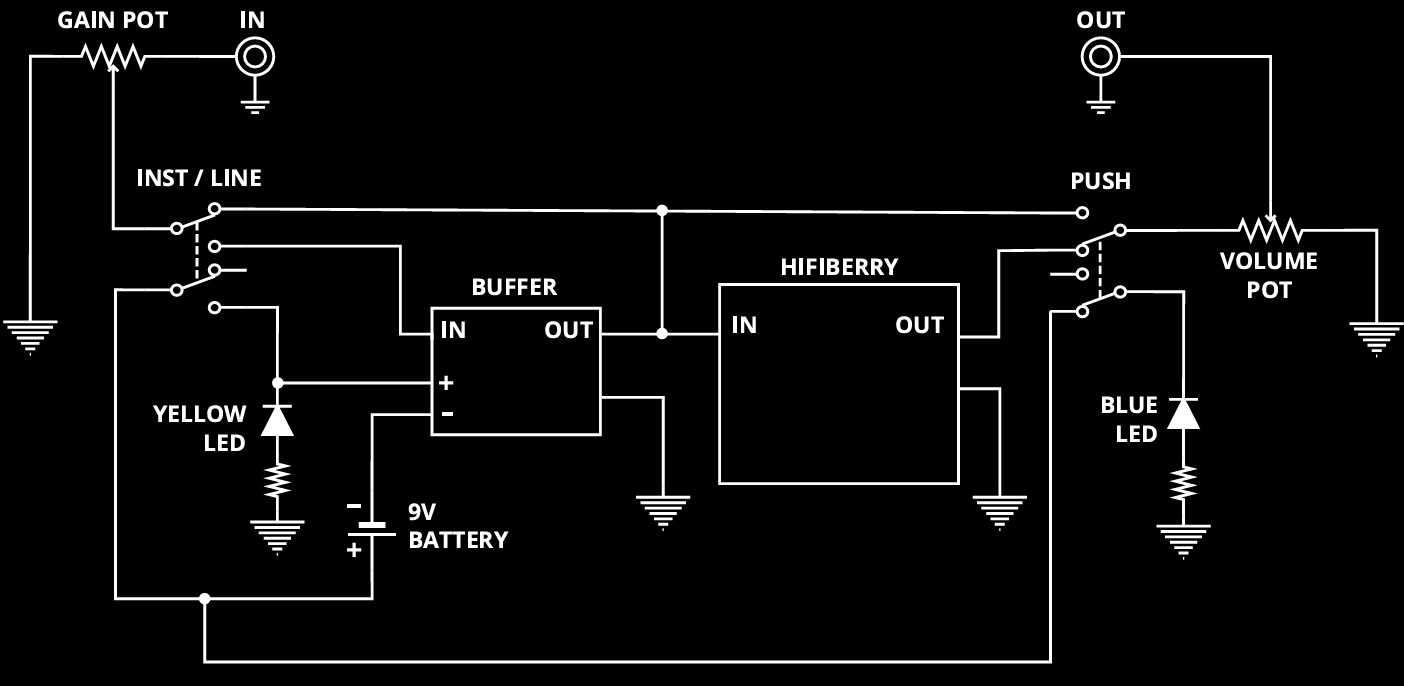 GAIN POT
IN
OUT
INST / LINE
PUSH
VOLUME
POT
HIFIBERRY
BUFFER
IN
OUT
IN
OUT
+
-
YELLOW
LED
BLUE
LED
-
9V
BATTERY
+